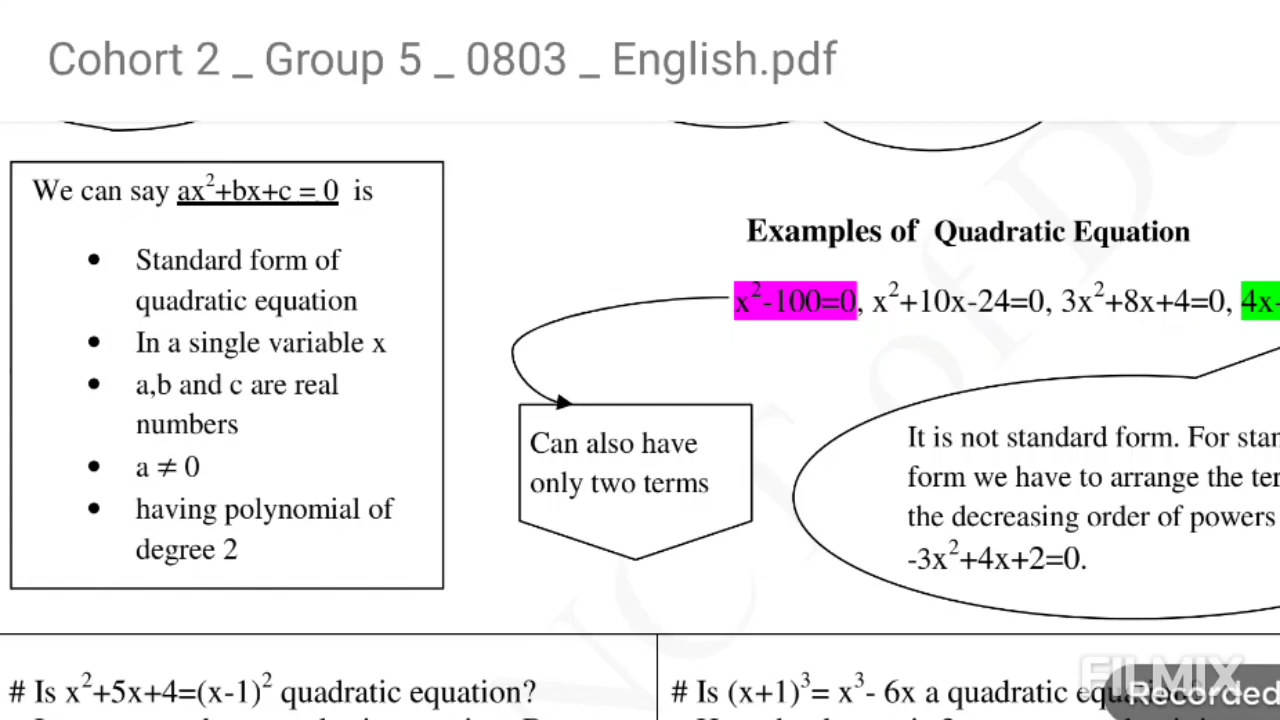 Cohort 2 _ Group 5 _ 0803 _ English.pdf
We can say ax²+bx+c = 0 is
• Standard form of
quadratic equation
• In a single variable x
• a,b and c are real
numbers
• a ≠ 0
• having polynomial of
degree 2
Examples of Quadratic Equation
x²-100=0, x²+10x-24=0, 3x²+8x+4=0, 4x
Can also have
only two terms
It is not standard form. For
form we have to arrange the
the decreasing order of powers
-3x²+4x+2=0.
# Is x²+5x+4=(x-1)² quadratic equation?
# Is (x+1)³= x³- 6x a quadratic
FILMIX
Recorded